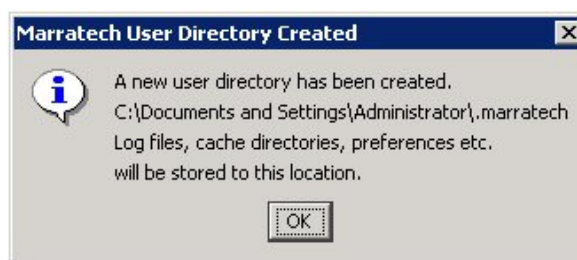 Marratech User Directory Created
A new user directory has been created.
C:\Documents and Settings\Administrator\.marratech
Log files, cache directories, preferences etc.
will be stored to this location.
OK